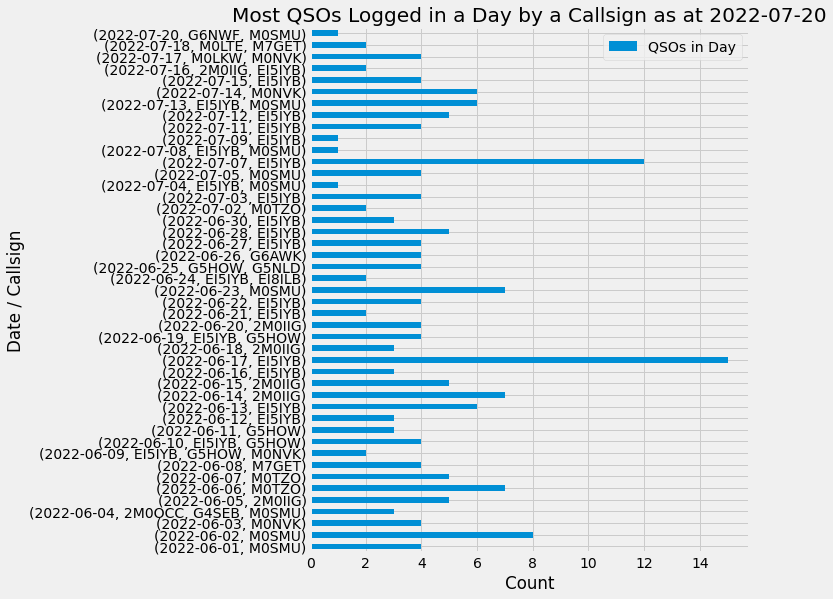 Most QSOs Logged in a Day by a Callsign as at 2022-07-20
QSOs in Day
Date / Callsign
(2022-07-20, G6NWF, M0SMU)
(2022-07-18, M0LTE, M7GET)
(2022-07-17, M0LKW, M0NVK)
(2022-07-16, 2M0IIG, EI5IYB)
(2022-07-15, EI5IYB)
(2022-07-14, M0NVK)
(2022-07-13, EI5IYB, M0SMU)
(2022-07-12, EI5IYB)
(2022-07-11, EI5IYB)
(2022-07-09, EI5IYB)
(2022-07-08, EI5IYB, M0SMU)
(2022-07-07, EI5IYB)
(2022-07-05, M0SMU)
(2022-07-04, EI5IYB, M0SMU)
(2022-07-03, EI5IYB)
(2022-07-02, M0TZO)
(2022-06-30, EI5IYB)
(2022-06-28, EI5IYB)
(2022-06-27, EI5IYB)
(2022-06-26, G6AWK)
(2022-06-25, G5HOW, G5NLD)
(2022-06-24, EI5IYB, EI8ILB)
(2022-06-23, M0SMU)
(2022-06-22, EI5IYB)
(2022-06-21, EI5IYB)
(2022-06-20, 2M0IIG)
(2022-06-19, EI5IYB, G5HOW)
(2022-06-18, 2M0IIG)
(2022-06-17, EI5IYB)
(2022-06-16, EI5IYB)
(2022-06-15, 2M0IIG)
(2022-06-14, 2M0IIG)
(2022-06-13, EI5IYB)
(2022-06-12, EI5IYB)
(2022-06-11, G5HOW)
(2022-06-10, EI5IYB, G5HOW)
(2022-06-09, EI5IYB, G5HOW, M0NVK)
(2022-06-08, M7GET)
(2022-06-07, M0TZO)
(2022-06-06, M0TZO)
(2022-06-05, 2M0IIG)
(2022-06-04, 2M0OCC, G4SEB, M0SMU)
(2022-06-03, M0NVK)
(2022-06-02, M0SMU)
(2022-06-01, M0SMU)
0 2 4 6 8 10 12 14
Count